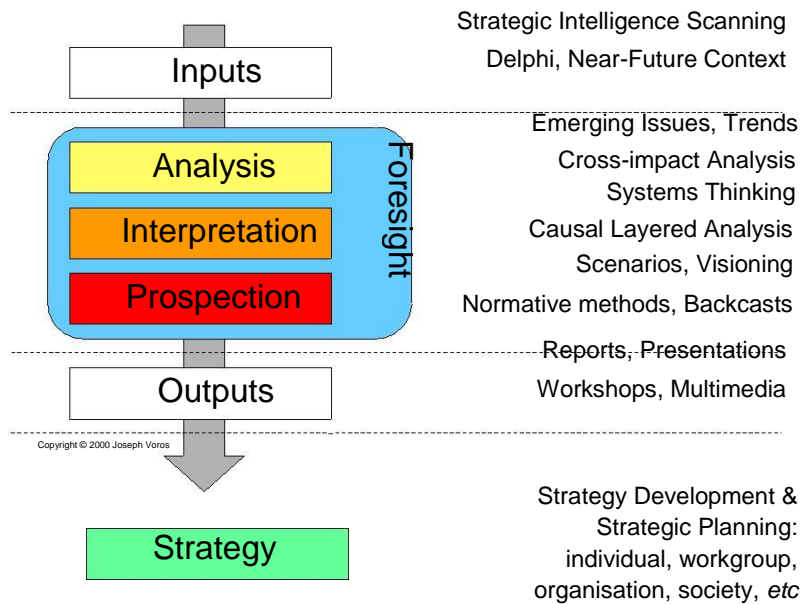 Inputs
Strategic Intelligence Scanning
Delphi, Near-Future Context
Foresight
Analysis
Emerging Issues, Trends
Cross-impact Analysis
Interpretation
Systems Thinking
Causal Layered Analysis
Prospection
Scenarios, Visioning
Normative methods, Backcasts
Outputs
Reports, Presentations
Workshops, Multimedia
Copyright © 2000 Joseph Voros
Strategy
Strategy Development &
Strategic Planning:
individual, workgroup,
organisation, society, etc